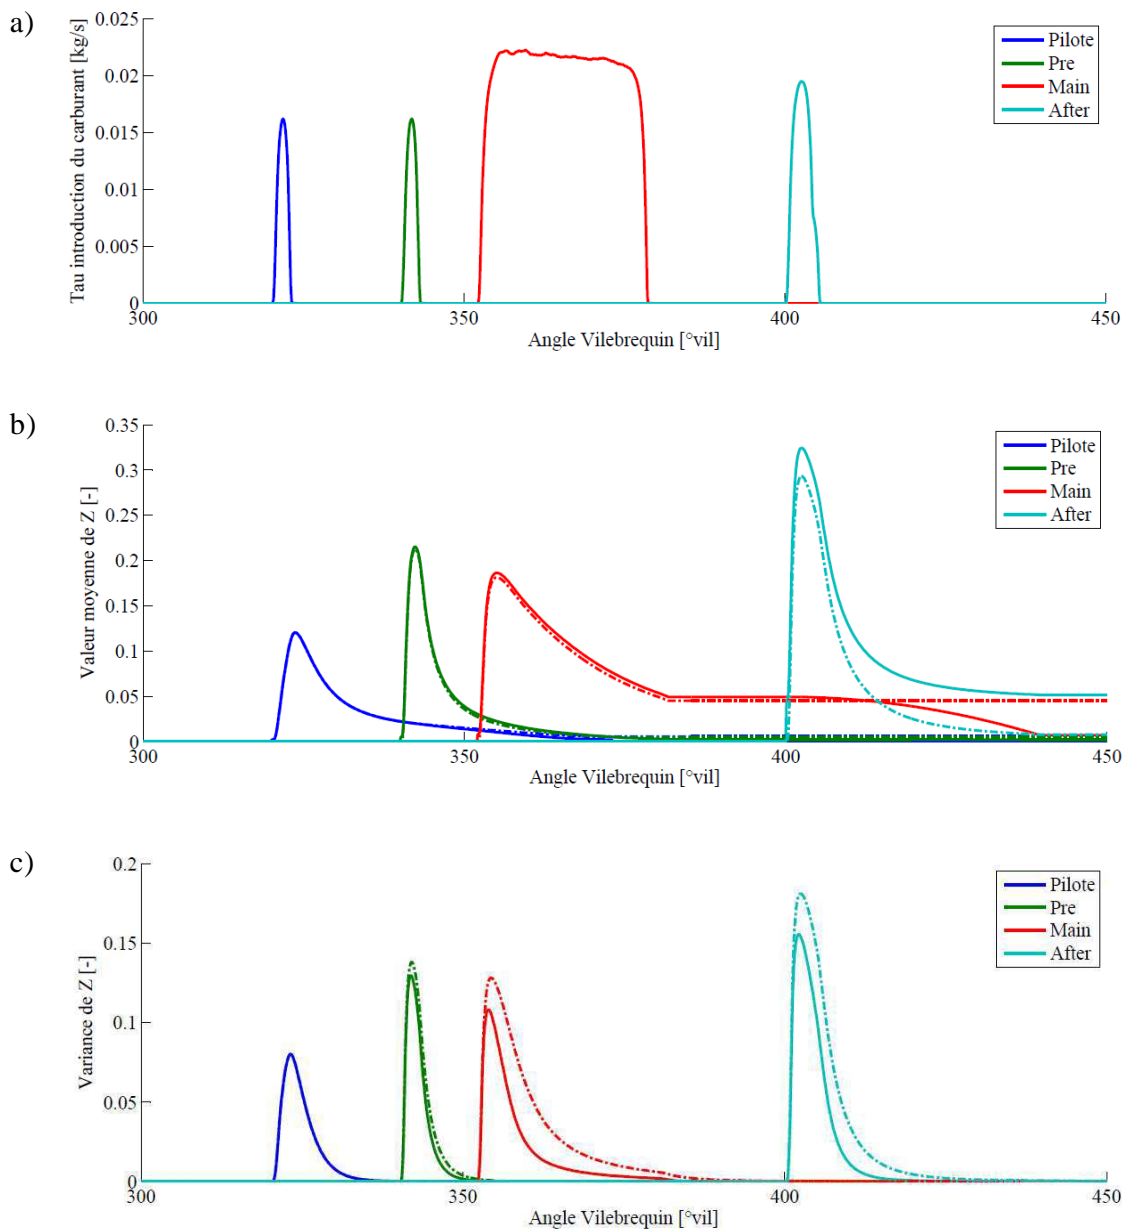 a)
Tau introduction du carburant [kg/s]
0.025
0.02
0.015
0.01
0.005
0
300
350
400
450
Angle Vilebrequin [°vil]
Pilote
Pre
Main
After
b)
Valeur moyenne de Z [-]
0.35
0.3
0.25
0.2
0.15
0.1
0.05
0
300
350
400
450
Angle Vilebrequin [°vil]
Pilote
Pre
Main
After
c)
Variance de Z [-]
0.2
0.15
0.1
0.05
0
300
350
400
450
Angle Vilebrequin [°vil]
Pilote
Pre
Main
After